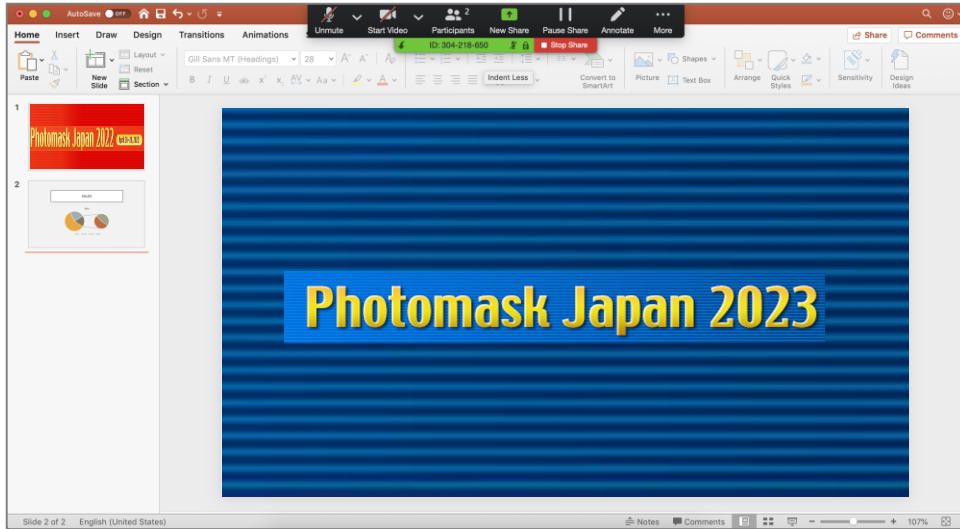 AutoSave OFF
Unmute Start Video Participants 2 New Share Pause Share Annotate More
Home Insert Draw Design Transitions Animations Share Comments
ID: 304-218-650 Stop Share
Paste New Slide Layout Reset Section
Gill Sans MT (Headings) 28
Indent Less
Convert to SmartArt Picture Shapes Text Box Arrange Quick Styles Sensitivity Design Ideas
1
Photomask Japan 2022
2
Photomask Japan 2023
Slide 2 of 2 English (United States) Notes Comments 107%